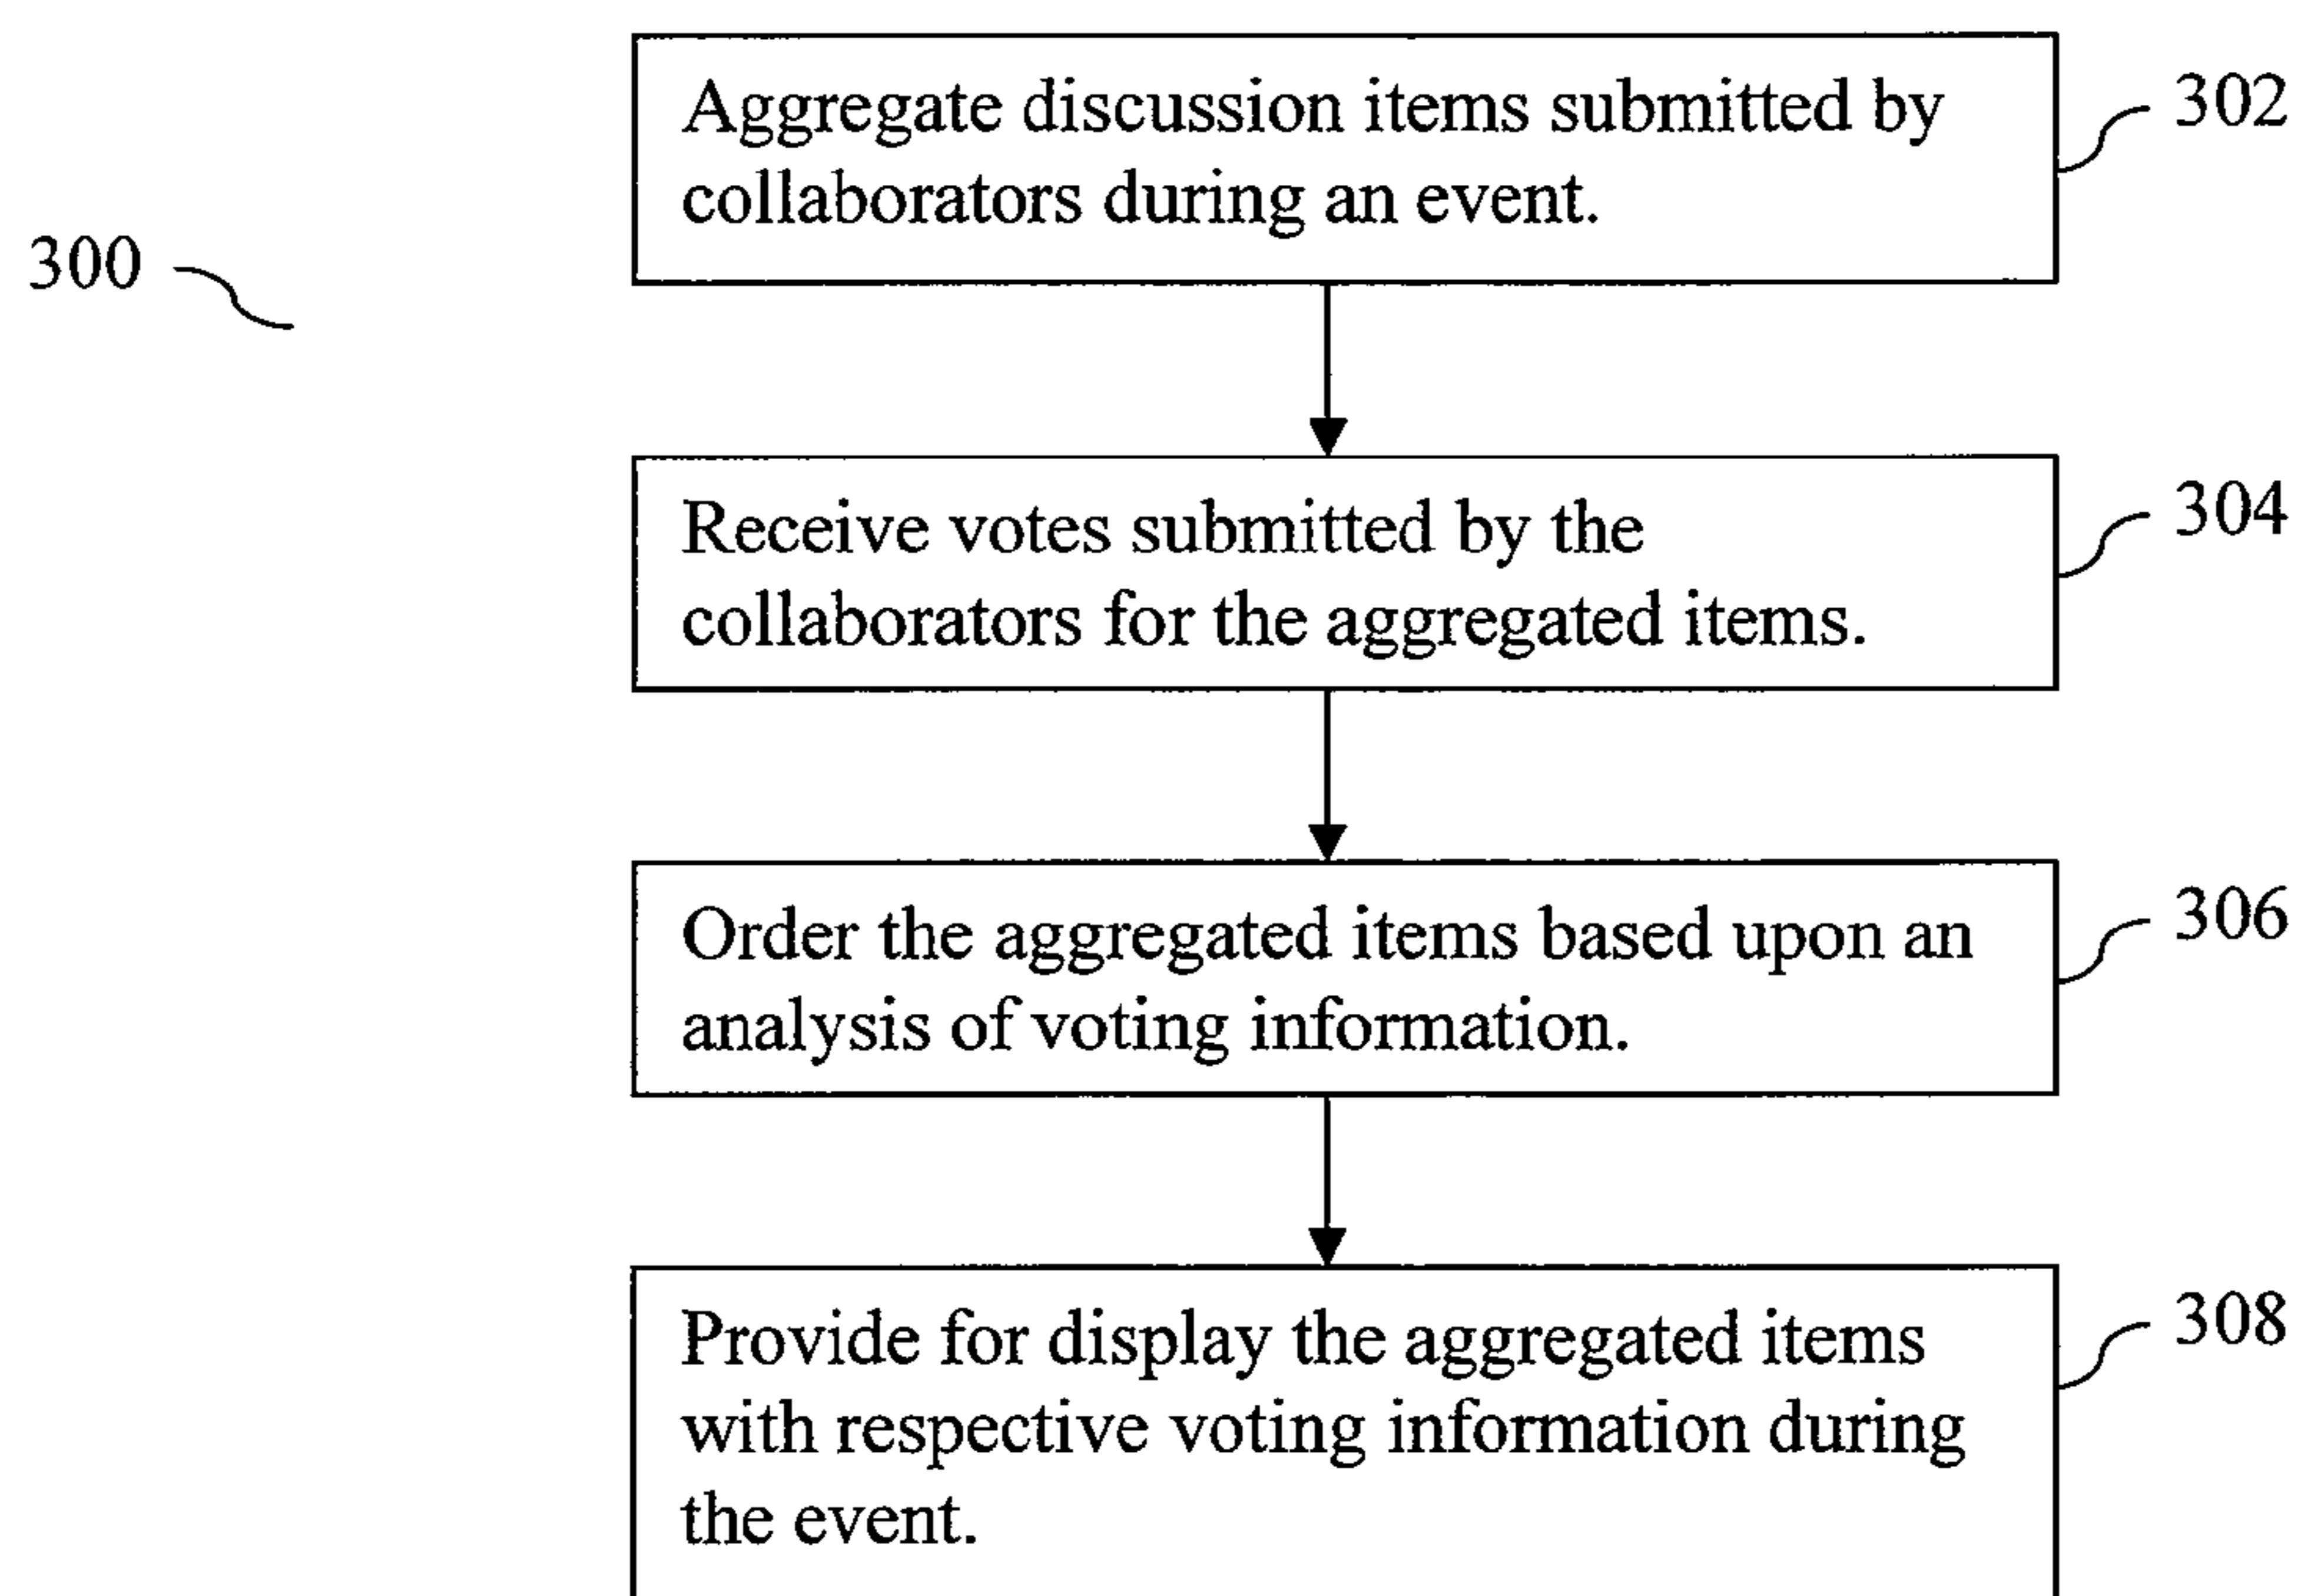 Aggregate discussion items submitted by
collaborators during an event.
302
300
Receive votes submitted by the
collaborators for the aggregated items.
304
Order the aggregated items based upon an
analysis of voting information.
306
Provide for display the aggregated items
with respective voting information during
the event.
308